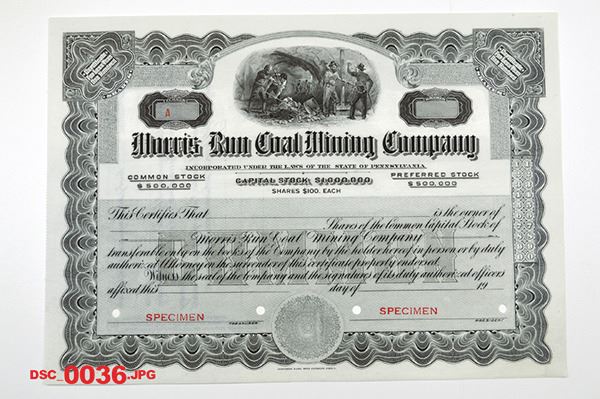 A
Morris Run Coal Mining Company
INCORPORATED UNDER THE LAWS OF THE STATE OF PENNSYLVANIA
COMMON STOCK
$500,000
CAPITAL STOCK $1,000,000
SHARES $100. EACH
PREFERRED STOCK
$500,000
This Certifies That is the owner of
Shares of the Common Capital Stock of
Morris Run Coal Mining Company
transferable only on the books of the Company by the holder hereof in person or by duly
authorized Attorney on the surrender of this certificate properly endorsed.
Witness the seal of the Company and the signatures of its duly authorized officers
affixed this day of 19
SPECIMEN
TREASURER
SPECIMEN
PRESIDENT
DSC_0036.JPG